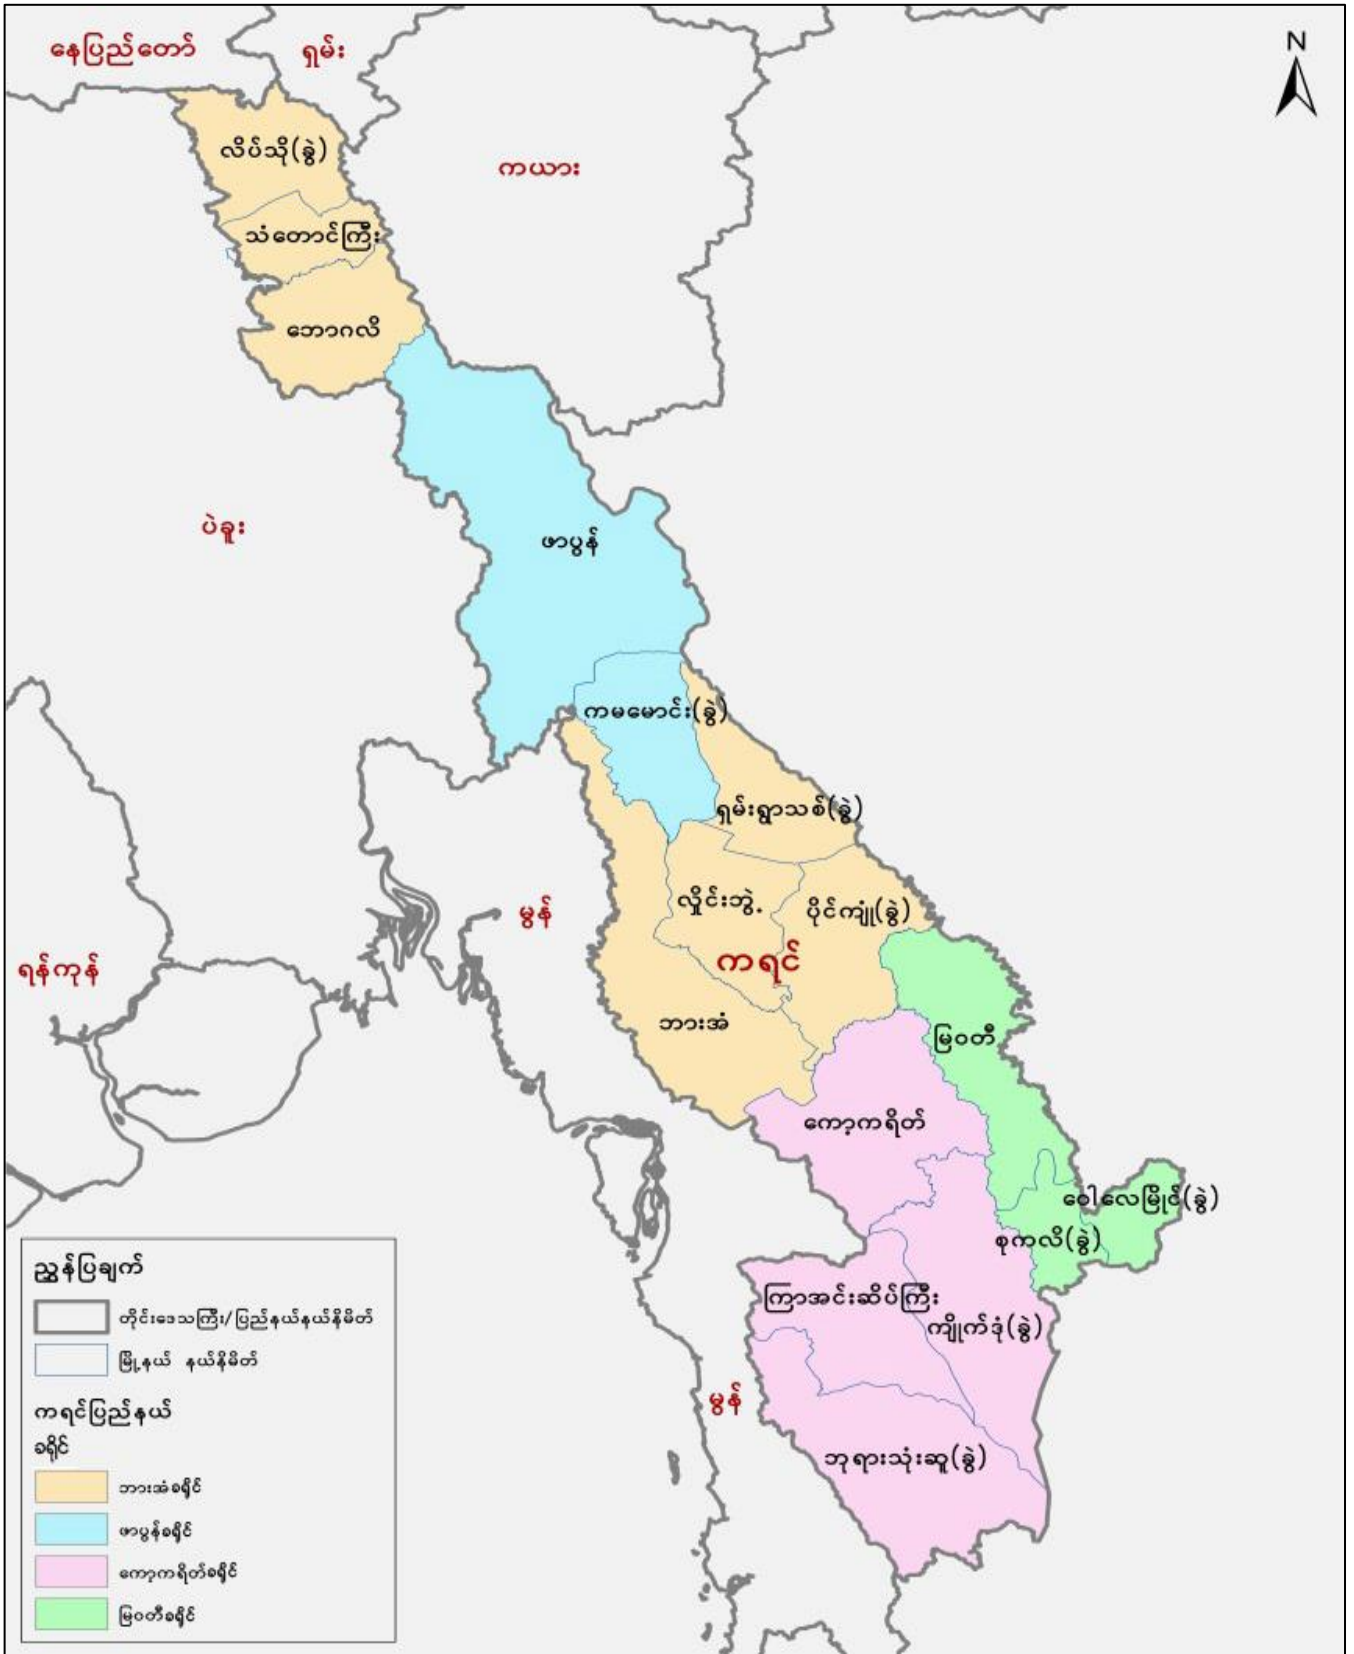 နေပြည်တော်
ရှမ်း
N
လိပ်သို(ခွဲ)
ကယား
သံတောင်ကြီး
ဘောဂလိ
ပဲခူး
ဖာပွန်
ကမမောင်း(ခွဲ)
ရှမ်းရွာသစ်(ခွဲ)
လှိုင်းဘွဲ့
ပိုင်ကျုံ(ခွဲ)
မွန်
ကရင်
ရန်ကုန်
ဘားအံ
မြဝတီ
ကော့ကရိတ်
ဝေါလေမြိုင်(ခွဲ)
စုကလိ(ခွဲ)
ကြာအင်းဆိပ်ကြီး
ကျိုက်ဒုံ(ခွဲ)
မွန်
ဘုရားသုံးဆူ(ခွဲ)
ညွှန်ပြချက်
တိုင်းဒေသကြီး/ပြည်နယ်နယ်နိမိတ်
မြို့နယ် နယ်နိမိတ်
ကရင်ပြည်နယ်
ခရိုင်
ဘားအံခရိုင်
ဖာပွန်ခရိုင်
ကော့ကရိတ်ခရိုင်
မြဝတီခရိုင်